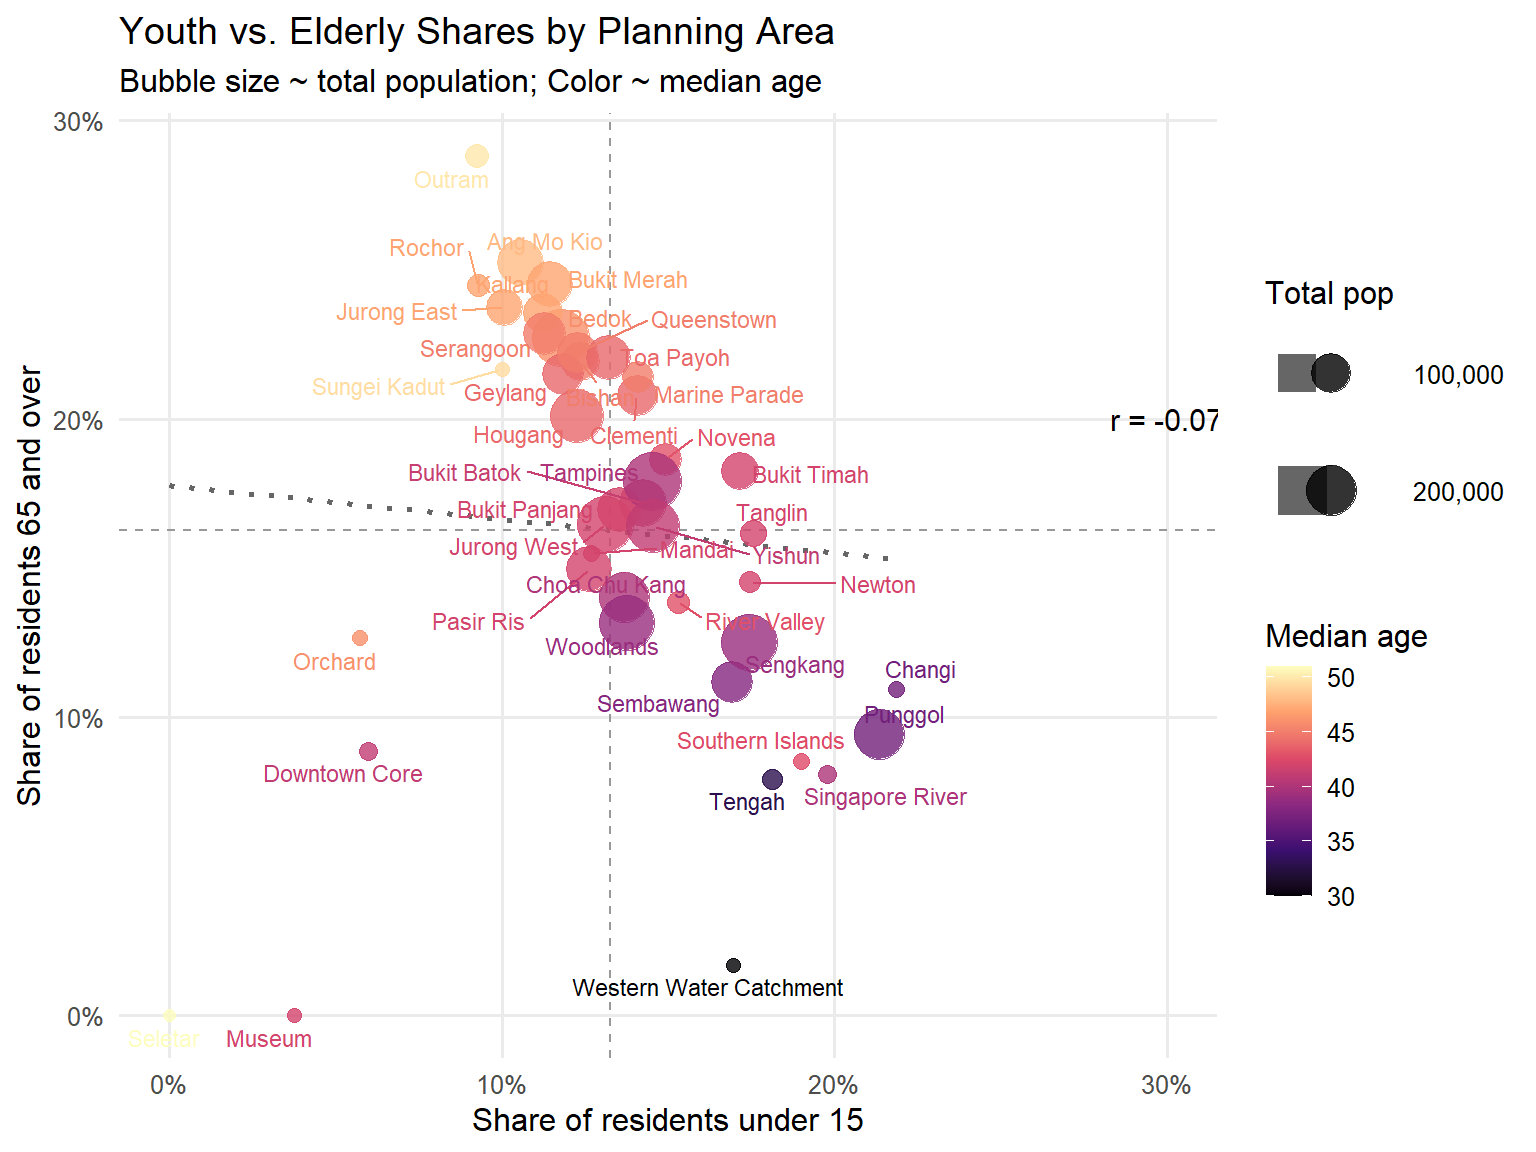 Youth vs. Elderly Shares by Planning Area
Bubble size ~ total population; Color ~ median age
30%
20%
10%
0%
Share of residents 65 and over
Outram
Rochor
Ang Mo Kio
Kallang
Bukit Merah
Jurong East
Bedok
Queenstown
Serangoon
Toa Payoh
Sungei Kadut
Geylang
Bishan
Marine Parade
Hougang
Clementi
Novena
Bukit Batok
Tampines
Bukit Timah
Bukit Panjang
Tanglin
Jurong West
Mandai
Yishun
Choa Chu Kang
Newton
Pasir Ris
River Valley
Woodlands
Orchard
Sengkang
Changi
Sembawang
Punggol
Southern Islands
Downtown Core
Tengah
Singapore River
Western Water Catchment
Seletar
Museum
r = -0.07
0%
10%
20%
30%
Share of residents under 15
Total pop
100,000
200,000
Median age
50
45
40
35
30